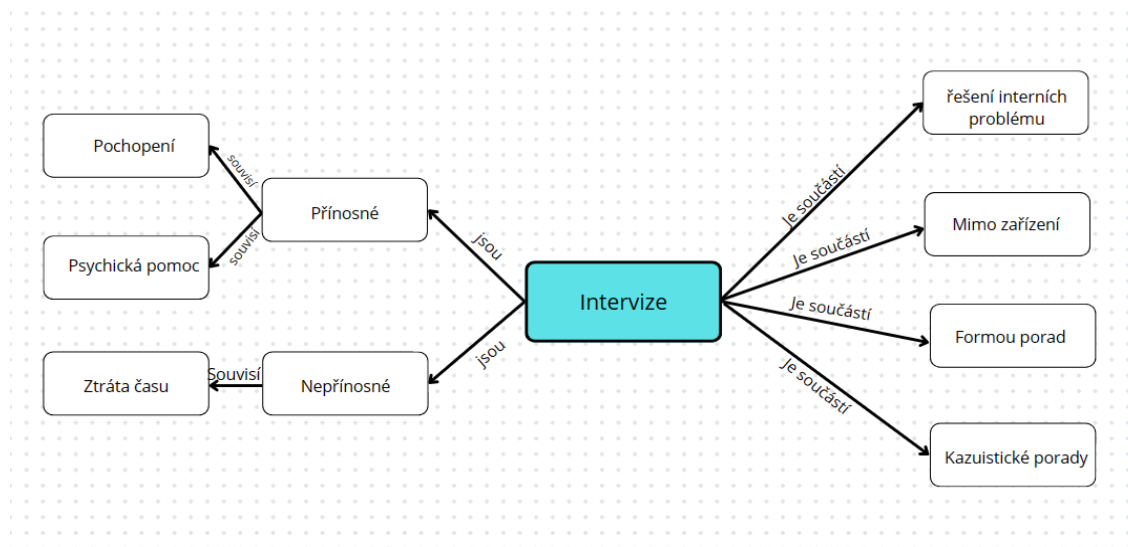 řešení interních
problému
Pochopení
souvisí
Je součástí
Přínosné
Mimo zařízení
jsou
Je součástí
souvisí
Psychická pomoc
Intervize
Je součástí
Formou porad
jsou
Souvisí
Ztráta času
Nepřínosné
Je součástí
Kazuistické porady